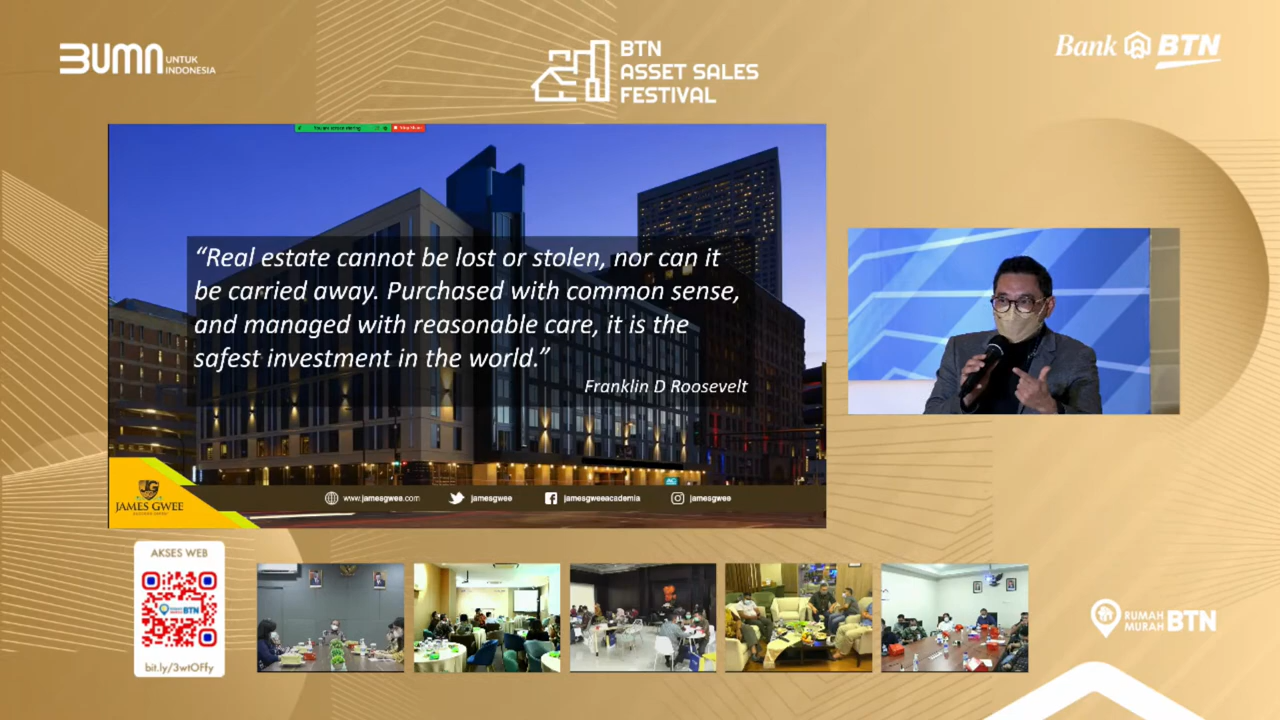 BUMN
UNTUK
INDONESIA
BTN
ASSET SALES
FESTIVAL
Bank BTN
“Real estate cannot be lost or stolen, nor can it
be carried away. Purchased with common sense,
and managed with reasonable care, it is the
safest investment in the world.”
Franklin D Roosevelt
JAMES GWEE
www.jamesgwee.com
jamesgwee
jamesgweeacademia
jamesgwee
AKSES WEB
bit.ly/3wtOFfy
RUMAH
MURAH BTN